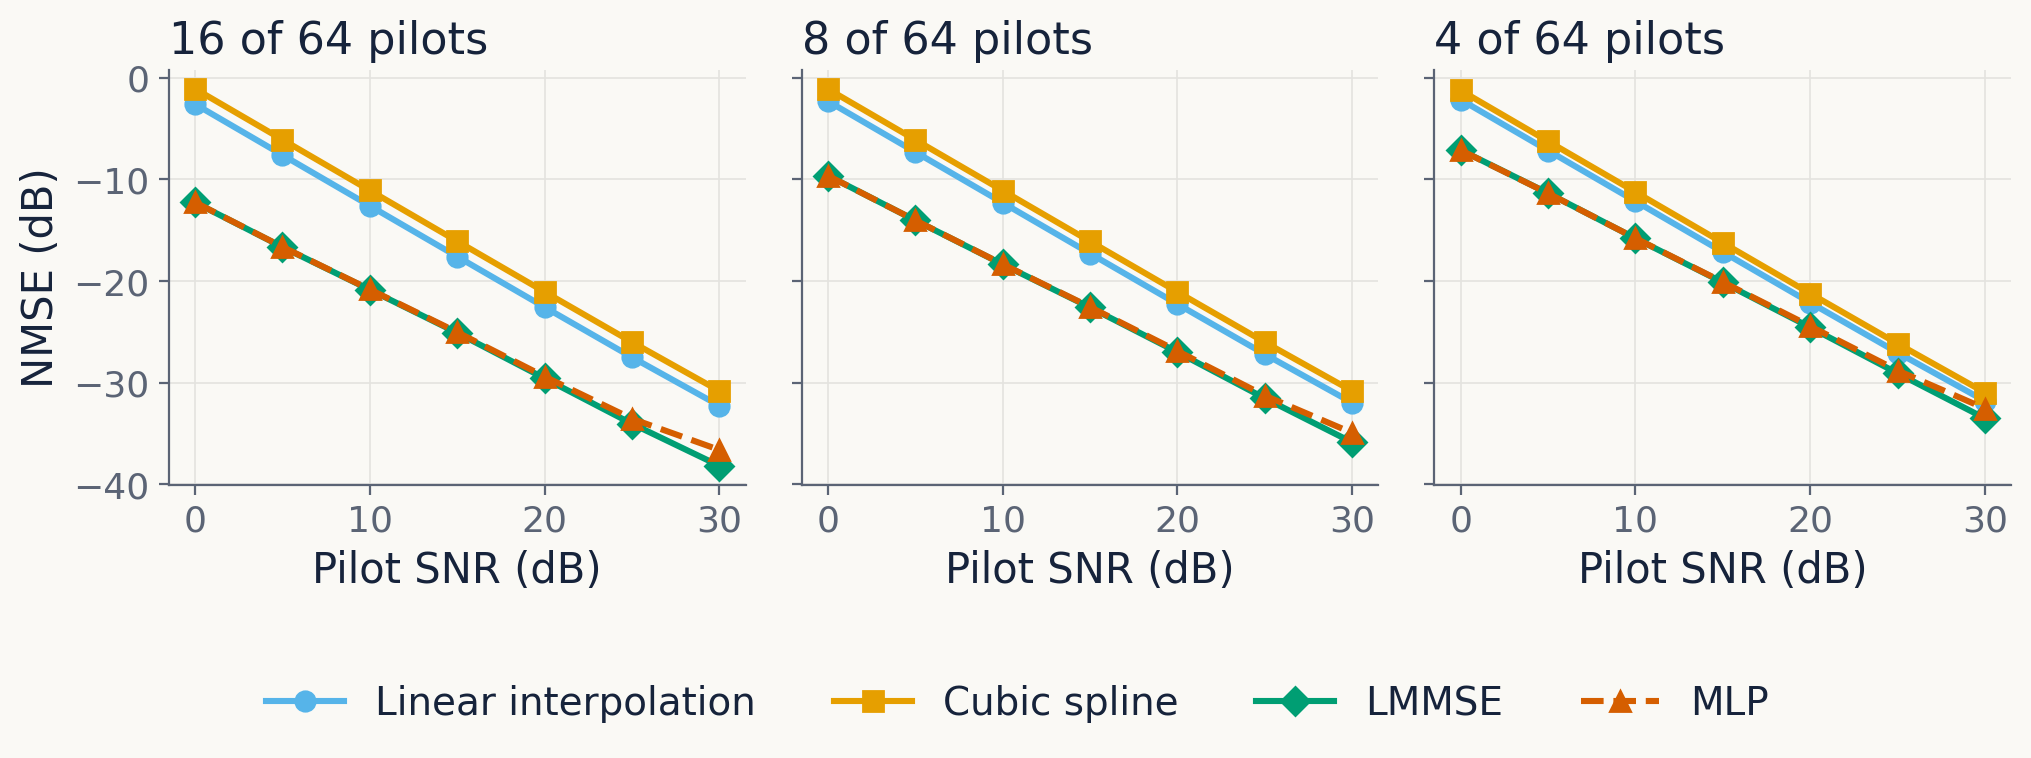 16 of 64 pilots
8 of 64 pilots
4 of 64 pilots
NMSE (dB)
0
−10
−20
−30
−40
0 10 20 30
0 10 20 30
0 10 20 30
Pilot SNR (dB)
Pilot SNR (dB)
Pilot SNR (dB)
Linear interpolation
Cubic spline
LMMSE
MLP